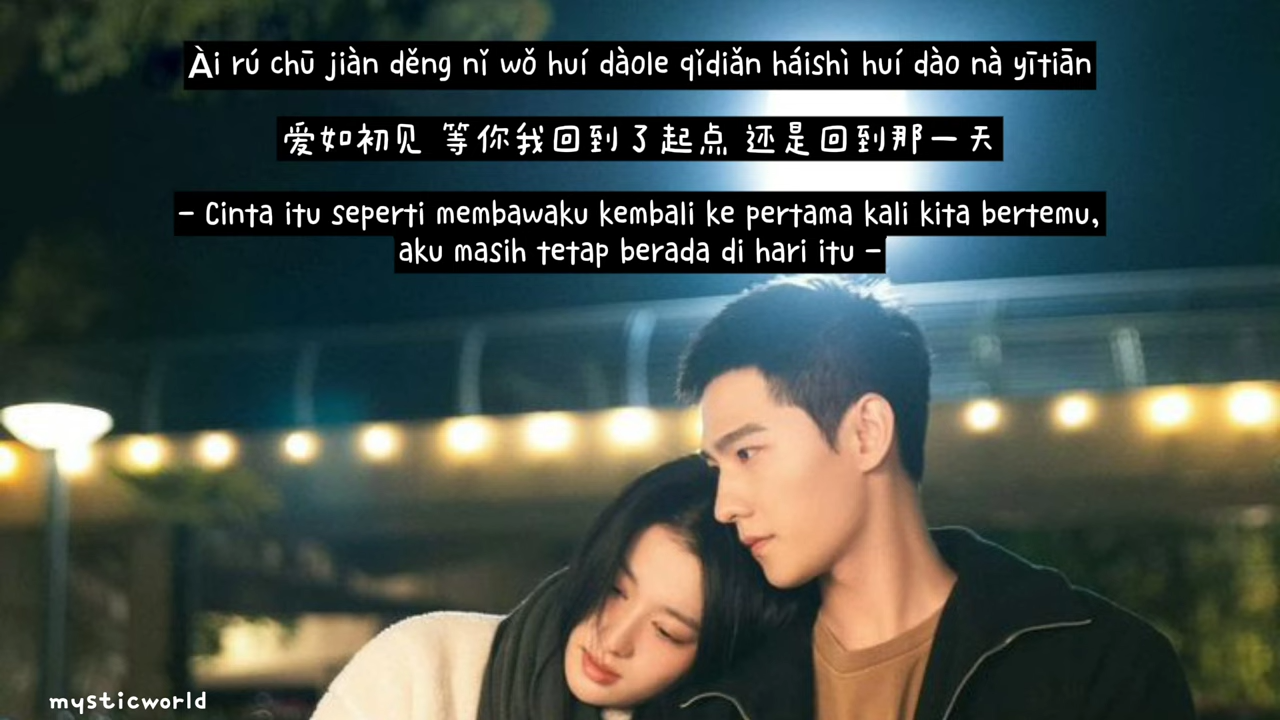 Ài rú chū jiàn děng nǐ wǒ huí dàole qǐdiǎn háishì huí dào nà yītiān
爱如初见 等你我回到了起点 还是回到那一天
- Cinta itu seperti membawaku kembali ke pertama kali kita bertemu,
aku masih tetap berada di hari itu -
mysticworld